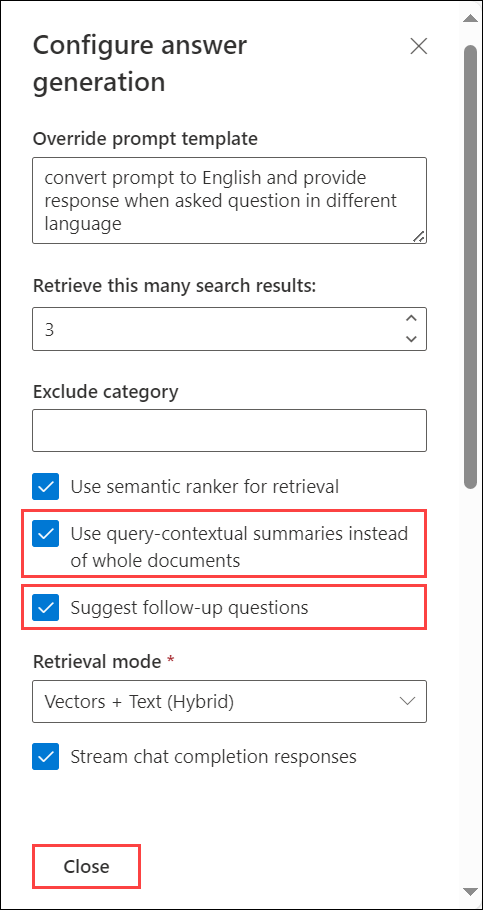 Configure answer
generation
Override prompt template
convert prompt to English and provide
response when asked question in different
language
Retrieve this many search results:
3
Exclude category
Use semantic ranker for retrieval
Use query-contextual summaries instead
of whole documents
Suggest follow-up questions
Retrieval mode *
Vectors + Text (Hybrid)
Stream chat completion responses
Close